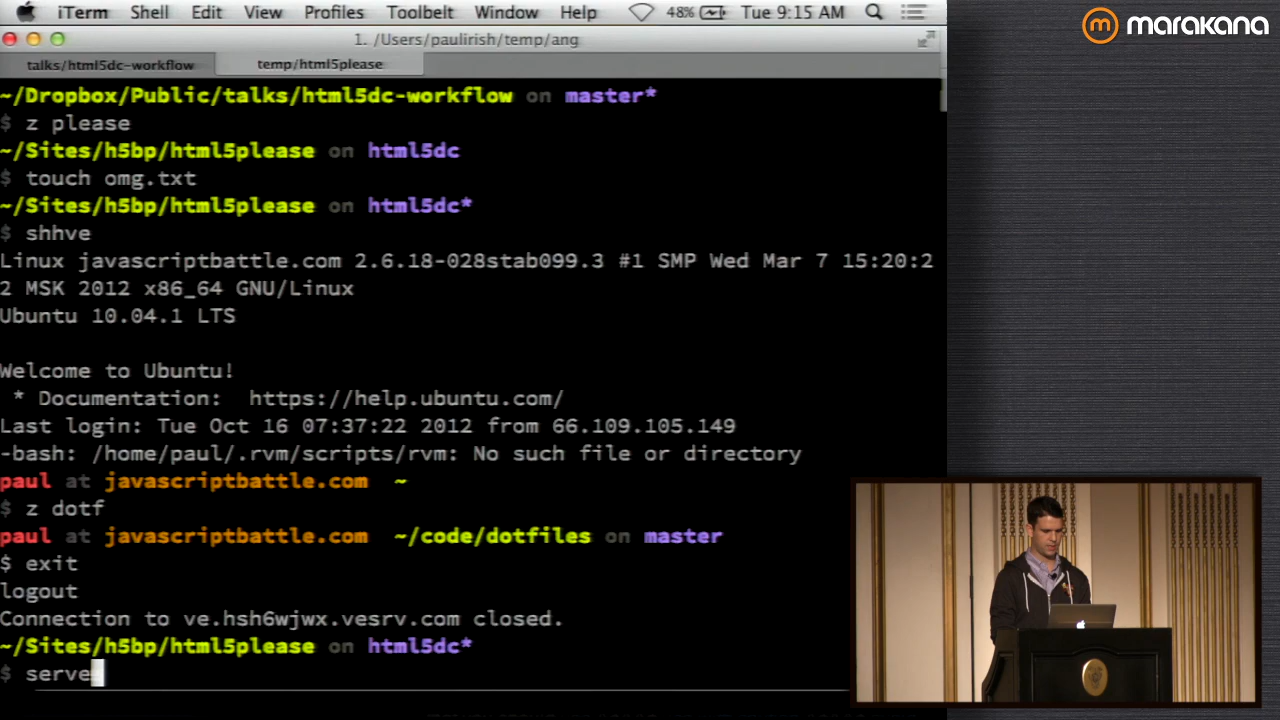 iTerm Shell Edit View Profiles Toolbelt Window Help 48% Tue 9:15 AM
marakana
1. /Users/paulirish/temp/ang
talks/html5dc-workflow temp/html5please
~/Dropbox/Public/talks/html5dc-workflow on master*
$ z please
~/Sites/h5bp/html5please on html5dc
$ touch omg.txt
~/Sites/h5bp/html5please on html5dc*
$ shhve
Linux javascriptbattle.com 2.6.18-028stab099.3 #1 SMP Wed Mar 7 15:20:2
2 MSK 2012 x86_64 GNU/Linux
Ubuntu 10.04.1 LTS
Welcome to Ubuntu!
* Documentation: https://help.ubuntu.com/
Last login: Tue Oct 16 07:37:22 2012 from 66.109.105.149
-bash: /home/paul/.rvm/scripts/rvm: No such file or directory
paul at javascriptbattle.com ~
$ z dotf
paul at javascriptbattle.com ~/code/dotfiles on master
$ exit
logout
Connection to ve.hsh6wjwx.vesrv.com closed.
~/Sites/h5bp/html5please on html5dc*
$ serve